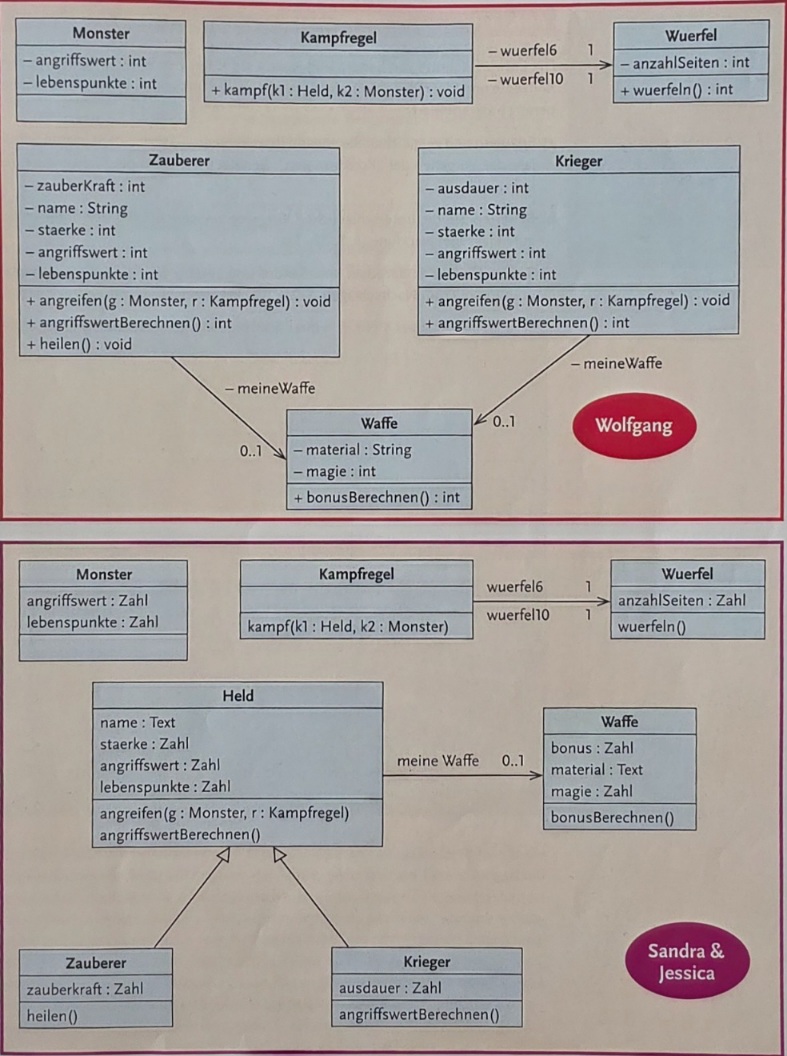 Monster
– angriffswert : int
– lebenspunkte : int
Kampfregel
+ kampf(k1 : Held, k2 : Monster) : void
– wuerfel6 1
– wuerfel10 1
Wuerfel
– anzahlSeiten : int
+ wuerfeln() : int
Zauberer
– zauberKraft : int
– name : String
– staerke : int
– angriffswert : int
– lebenspunkte : int
+ angreifen(g : Monster, r : Kampfregel) : void
+ angriffswertBerechnen() : int
+ heilen() : void
Krieger
– ausdauer : int
– name : String
– staerke : int
– angriffswert : int
– lebenspunkte : int
+ angreifen(g : Monster, r : Kampfregel) : void
+ angriffswertBerechnen() : int
– meineWaffe
0..1
– meineWaffe
0..1
Waffe
– material : String
– magie : int
+ bonusBerechnen() : int
Wolfgang
Monster
angriffswert : Zahl
lebenspunkte : Zahl
Kampfregel
kampf(k1 : Held, k2 : Monster)
wuerfel6 1
wuerfel10 1
Wuerfel
anzahlSeiten : Zahl
wuerfeln()
Held
name : Text
staerke : Zahl
angriffswert : Zahl
lebenspunkte : Zahl
angreifen(g : Monster, r : Kampfregel)
angriffswertBerechnen()
meine Waffe 0..1
Waffe
bonus : Zahl
material : Text
magie : Zahl
bonusBerechnen()
Zauberer
zauberkraft : Zahl
heilen()
Krieger
ausdauer : Zahl
angriffswertBerechnen()
Sandra &
Jessica